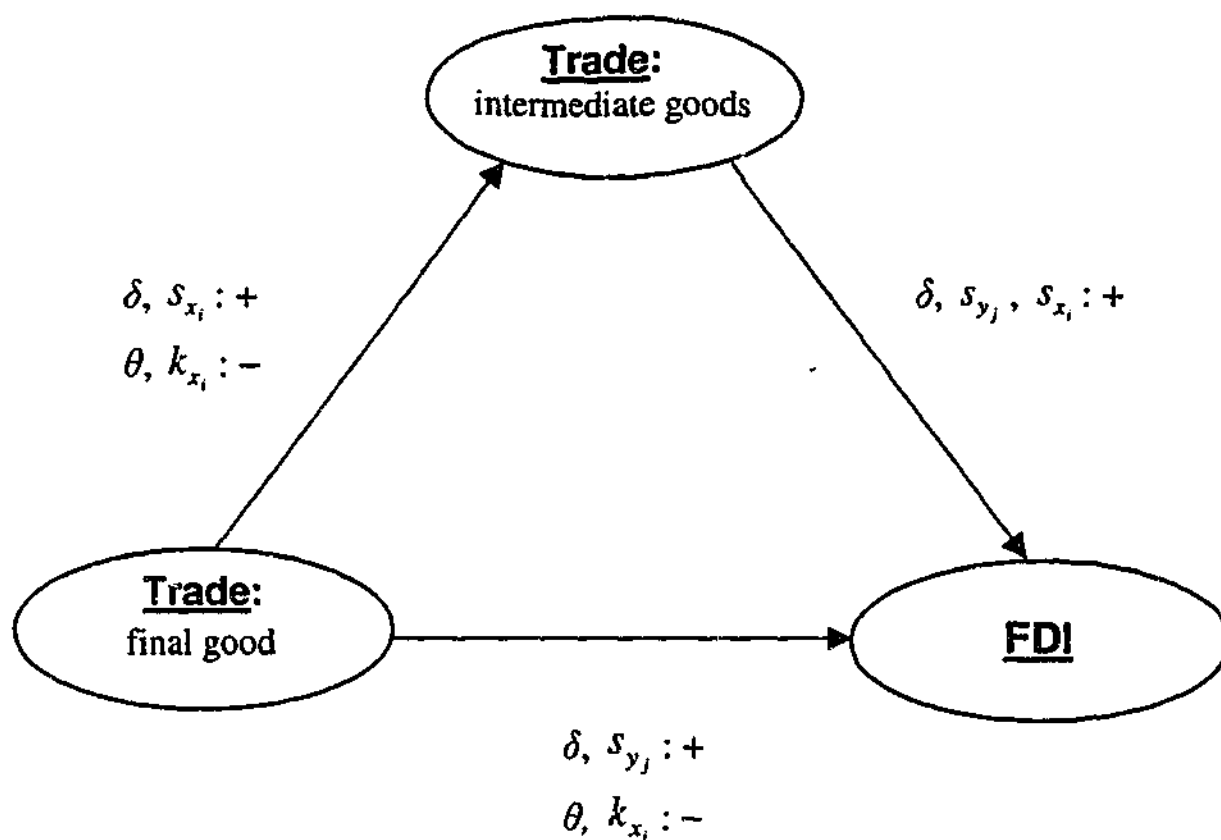 Trade:
intermediate goods
δ, s_{x_i} : +
θ, k_{x_i} : −
δ, s_{y_j} , s_{x_i} : +
Trade:
final good
FDI
δ, s_{y_j} : +
θ, k_{x_i} : −